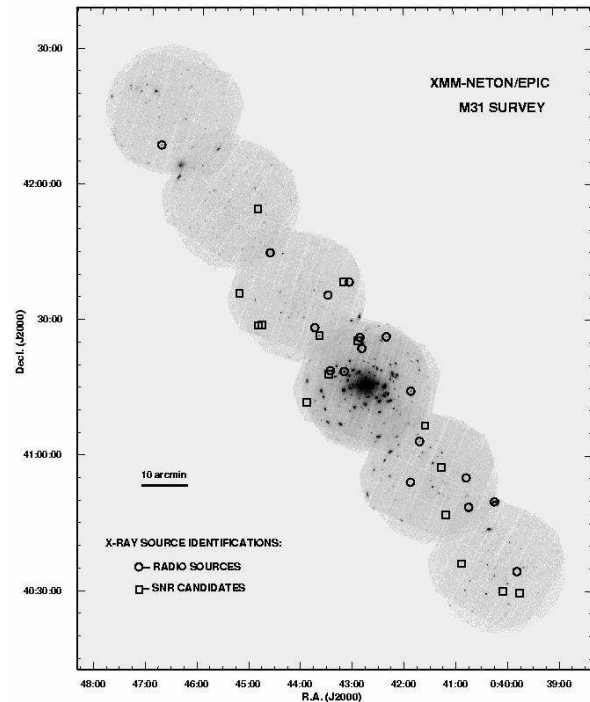 30:00
XMM-NETON/EPIC
M31 SURVEY
42:00:00
30:00
Decl. (J2000)
41:00:00
10 arcmin
X-RAY SOURCE IDENTIFICATIONS:
RADIO SOURCES
SNR CANDIDATES
40:30:00
48:00 47:00 46:00 45:00 44:00 43:00 42:00 41:00 0:40:00 39:00
R.A. (J2000)